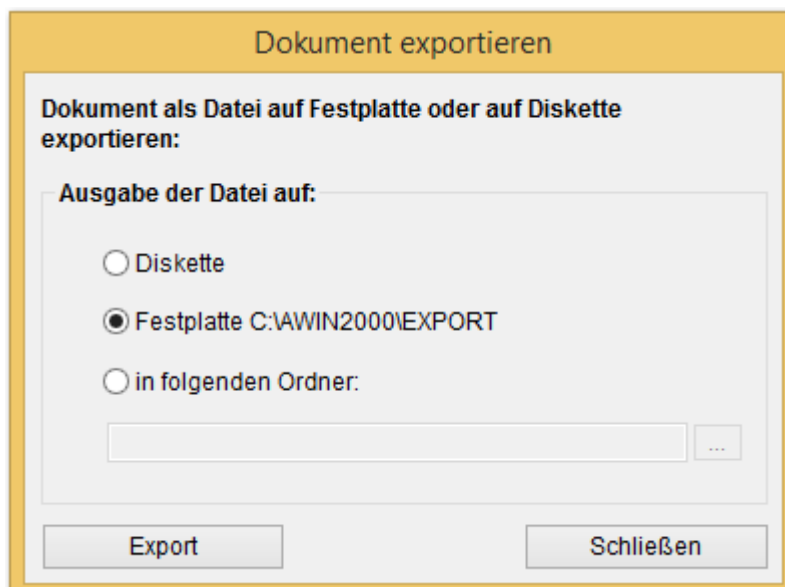 Dokument exportieren
Dokument als Datei auf Festplatte oder auf Diskette
exportieren:
Ausgabe der Datei auf:
Diskette
Festplatte C:\AWIN2000\EXPORT
in folgenden Ordner:
...
Export
Schließen